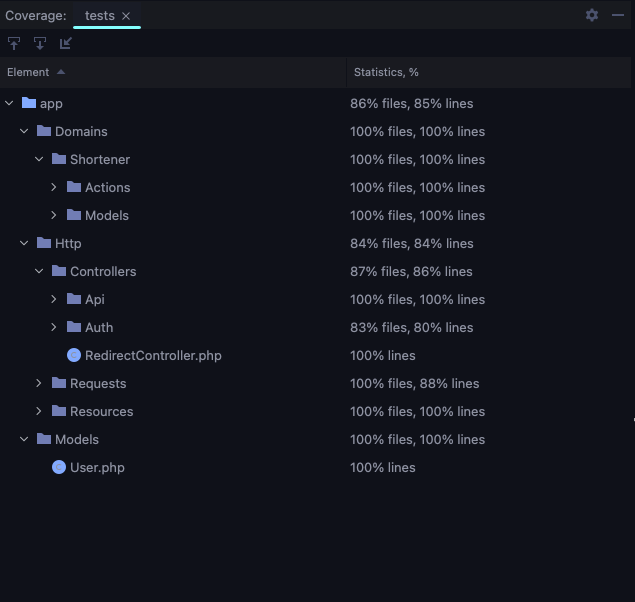 Coverage: tests
Element Statistics, %
app 86% files, 85% lines
Domains 100% files, 100% lines
Shortener 100% files, 100% lines
Actions 100% files, 100% lines
Models 100% files, 100% lines
Http 84% files, 84% lines
Controllers 87% files, 86% lines
Api 100% files, 100% lines
Auth 83% files, 80% lines
RedirectController.php 100% lines
Requests 100% files, 88% lines
Resources 100% files, 100% lines
Models 100% files, 100% lines
User.php 100% lines